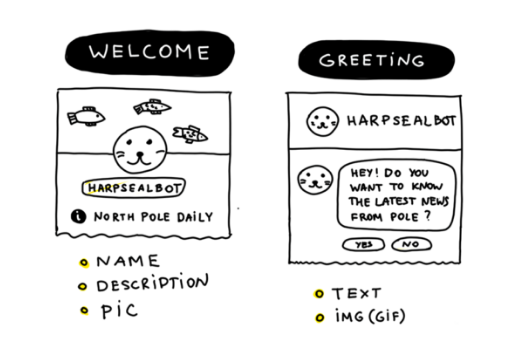 WELCOME
HARPSEALBOT
i NORTH POLE DAILY
NAME
DESCRIPTION
PIC
GREETING
HARPSEALBOT
HEY! DO YOU
WANT TO KNOW
THE LATEST NEWS
FROM POLE?
YES NO
TEXT
IMG (GIF)